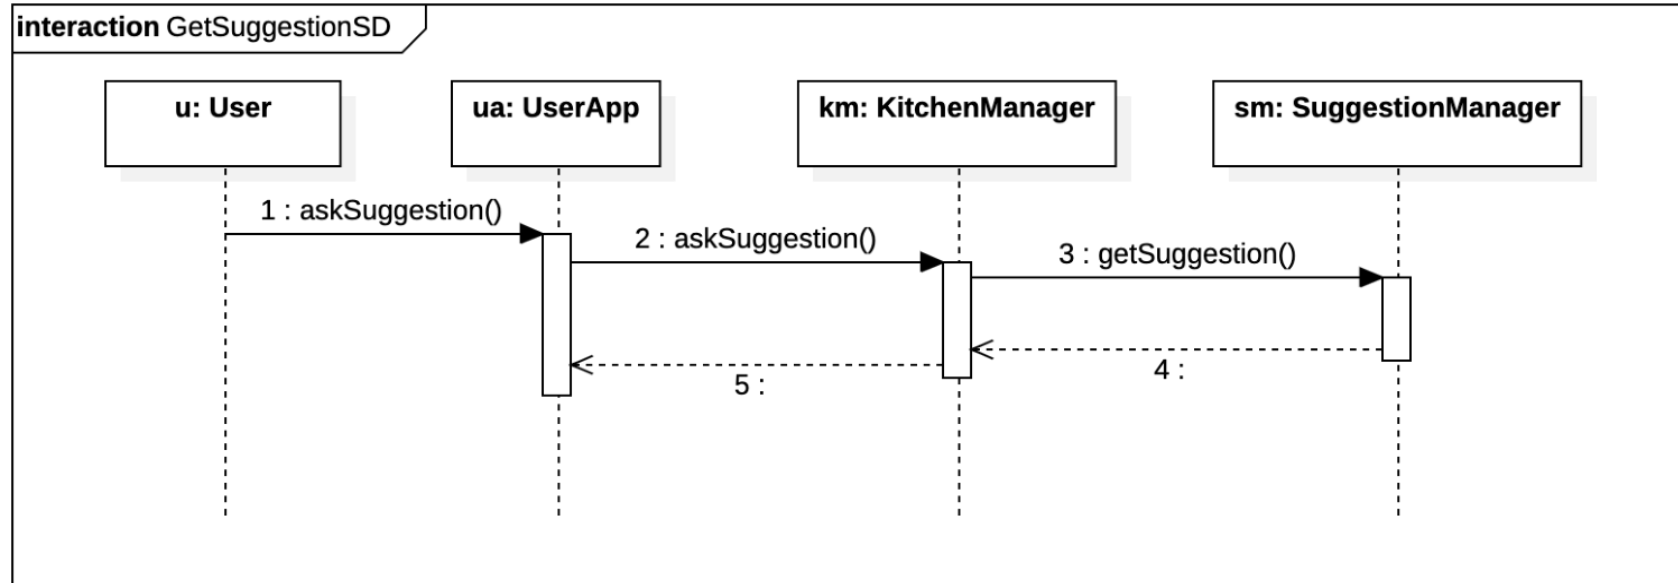 interaction GetSuggestionSD
u: User
ua: UserApp
km: KitchenManager
sm: SuggestionManager
1 : askSuggestion()
2 : askSuggestion()
3 : getSuggestion()
4 :
5 :